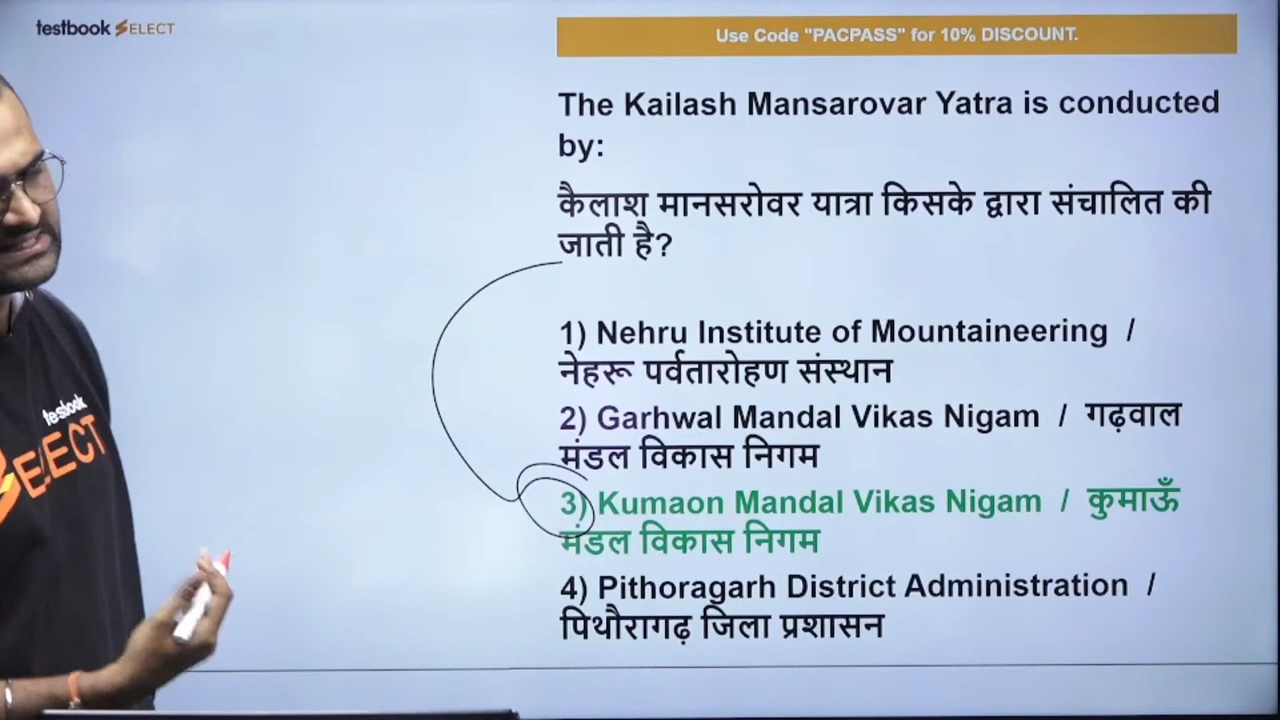 testbook SELECT
Use Code "PACPASS" for 10% DISCOUNT.
The Kailash Mansarovar Yatra is conducted
by:
कैलाश मानसरोवर यात्रा किसके द्वारा संचालित की
जाती है?
1) Nehru Institute of Mountaineering /
नेहरू पर्वतारोहण संस्थान
2) Garhwal Mandal Vikas Nigam / गढ़वाल
मंडल विकास निगम
3) Kumaon Mandal Vikas Nigam / कुमाऊँ
मंडल विकास निगम
4) Pithoragarh District Administration /
पिथौरागढ़ जिला प्रशासन
testbook
SELECT